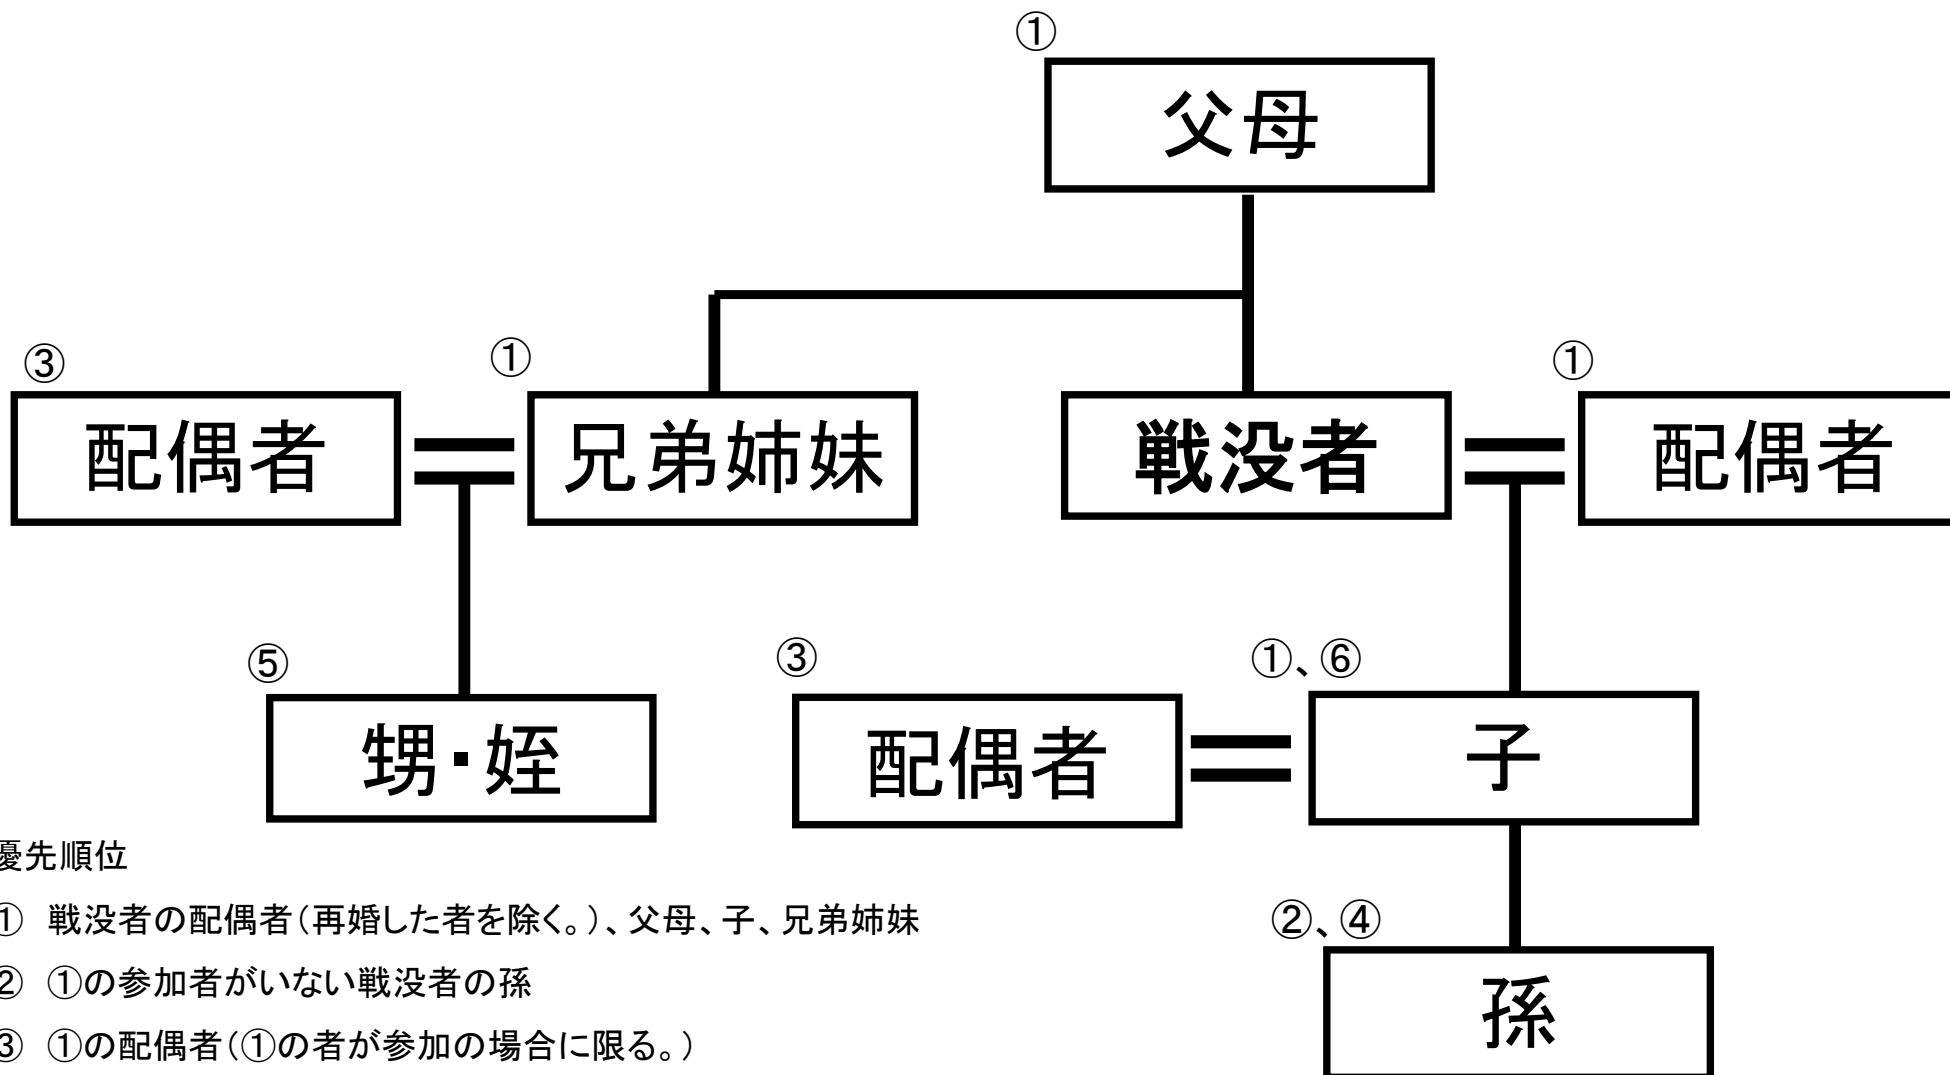 ①
父母
③
①
①
配偶者
兄弟姉妹
戦没者
配偶者
⑤
③
①、⑥
甥・姪
配偶者
子
優先順位
① 戦没者の配偶者（再婚した者を除く。）、父母、子、兄弟姉妹
②、④
② ①の参加者がいない戦没者の孫
孫
③ ①の配偶者（①の者が参加の場合に限る。）